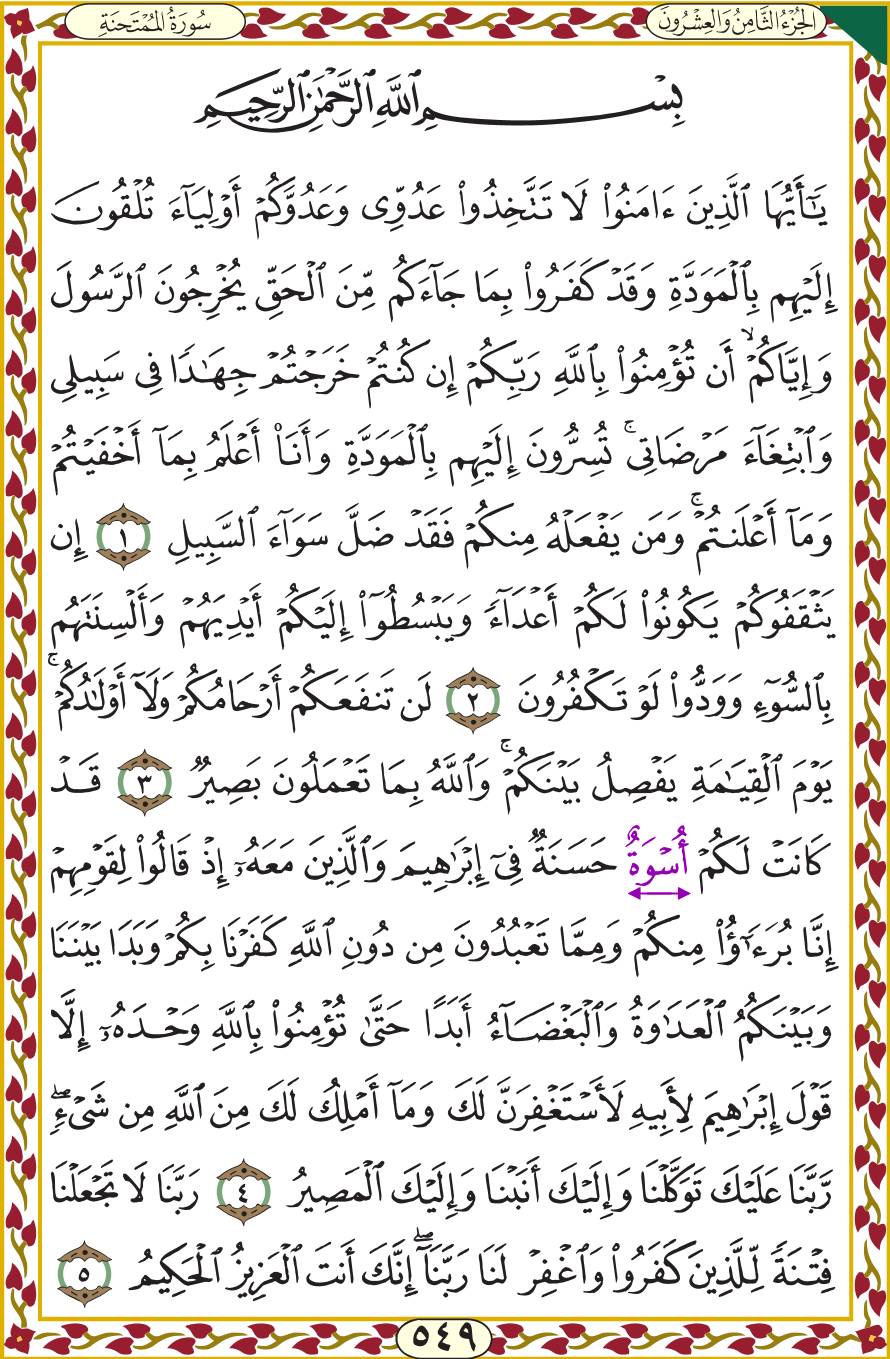 سُورَةُ المُمْتَحنَةِ
الجُزْءُ الثَّامِنُ وَالعِشْرُونَ
بِسْمِ ٱللَّهِ ٱلرَّحْمَٰنِ ٱلرَّحِيمِ
يَٰٓأَيُّهَا ٱلَّذِينَ ءَامَنُوا۟ لَا تَتَّخِذُوا۟ عَدُوِّى وَعَدُوَّكُمْ أَوْلِيَآءَ تُلْقُونَ
إِلَيْهِم بِٱلْمَوَدَّةِ وَقَدْ كَفَرُوا۟ بِمَا جَآءَكُم مِّنَ ٱلْحَقِّ يُخْرِجُونَ ٱلرَّسُولَ
وَإِيَّاكُمْ ۙ أَن تُؤْمِنُوا۟ بِٱللَّهِ رَبِّكُمْ إِن كُنتُمْ خَرَجْتُمْ جِهَٰدًا فِى سَبِيلِى
وَٱبْتِغَآءَ مَرْضَاتِى ۚ تُسِرُّونَ إِلَيْهِم بِٱلْمَوَدَّةِ وَأَنَا۠ أَعْلَمُ بِمَآ أَخْفَيْتُمْ
وَمَآ أَعْلَنتُمْ ۚ وَمَن يَفْعَلْهُ مِنكُمْ فَقَدْ ضَلَّ سَوَآءَ ٱلسَّبِيلِ ١ إِن
يَثْقَفُوكُمْ يَكُونُوا۟ لَكُمْ أَعْدَآءً وَيَبْسُطُوٓا۟ إِلَيْكُمْ أَيْدِيَهُمْ وَأَلْسِنَتَهُم
بِٱلسُّوٓءِ وَوَدُّوا۟ لَوْ تَكْفُرُونَ ٢ لَن تَنفَعَكُمْ أَرْحَامُكُمْ وَلَآ أَوْلَٰدُكُمْ ۚ
يَوْمَ ٱلْقِيَٰمَةِ يَفْصِلُ بَيْنَكُمْ ۚ وَٱللَّهُ بِمَا تَعْمَلُونَ بَصِيرٌ ٣ قَدْ
كَانَتْ لَكُمْ أُسْوَةٌ حَسَنَةٌ فِىٓ إِبْرَٰهِيمَ وَٱلَّذِينَ مَعَهُۥٓ إِذْ قَالُوا۟ لِقَوْمِهِمْ
إِنَّا بُرَءَٰٓؤُا۟ مِنكُمْ وَمِمَّا تَعْبُدُونَ مِن دُونِ ٱللَّهِ كَفَرْنَا بِكُمْ وَبَدَا بَيْنَنَا
وَبَيْنَكُمُ ٱلْعَدَٰوَةُ وَٱلْبَغْضَآءُ أَبَدًا حَتَّىٰ تُؤْمِنُوا۟ بِٱللَّهِ وَحْدَهُۥٓ إِلَّا
قَوْلَ إِبْرَٰهِيمَ لِأَبِيهِ لَأَسْتَغْفِرَنَّ لَكَ وَمَآ أَمْلِكُ لَكَ مِنَ ٱللَّهِ مِن شَىْءٍ ۖ
رَّبَّنَا عَلَيْكَ تَوَكَّلْنَا وَإِلَيْكَ أَنَبْنَا وَإِلَيْكَ ٱلْمَصِيرُ ٤ رَبَّنَا لَا تَجْعَلْنَا
فِتْنَةً لِّلَّذِينَ كَفَرُوا۟ وَٱغْفِرْ لَنَا رَبَّنَآ ۖ إِنَّكَ أَنتَ ٱلْعَزِيزُ ٱلْحَكِيمُ ٥
٥٤٩